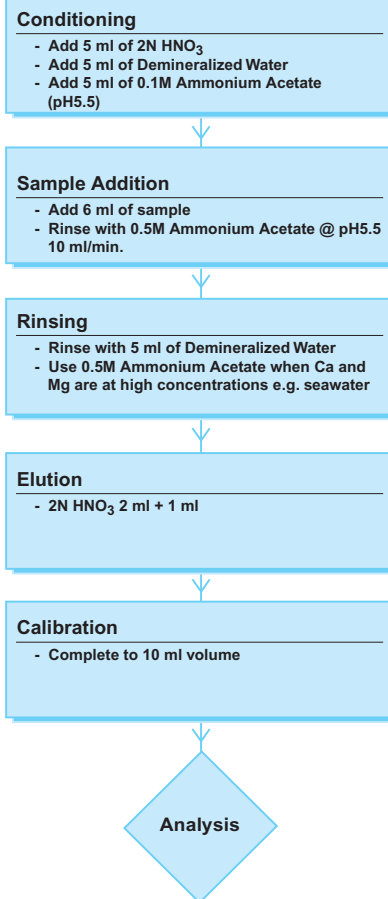 Conditioning
- Add 5 ml of 2N HNO3
- Add 5 ml of Demineralized Water
- Add 5 ml of 0.1M Ammonium Acetate
(pH5.5)
Sample Addition
- Add 6 ml of sample
- Rinse with 0.5M Ammonium Acetate @ pH5.5
10 ml/min.
Rinsing
- Rinse with 5 ml of Demineralized Water
- Use 0.5M Ammonium Acetate when Ca and
Mg are at high concentrations e.g. seawater
Elution
- 2N HNO3 2 ml + 1 ml
Calibration
- Complete to 10 ml volume
Analysis